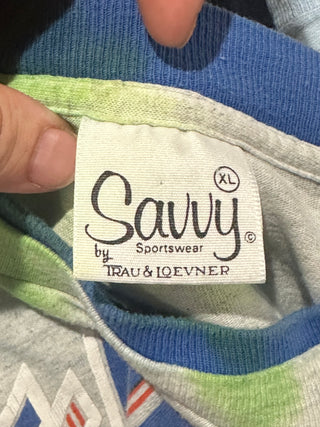 XL
Savvy ©
by Sportswear
TRAU & LOEVNER